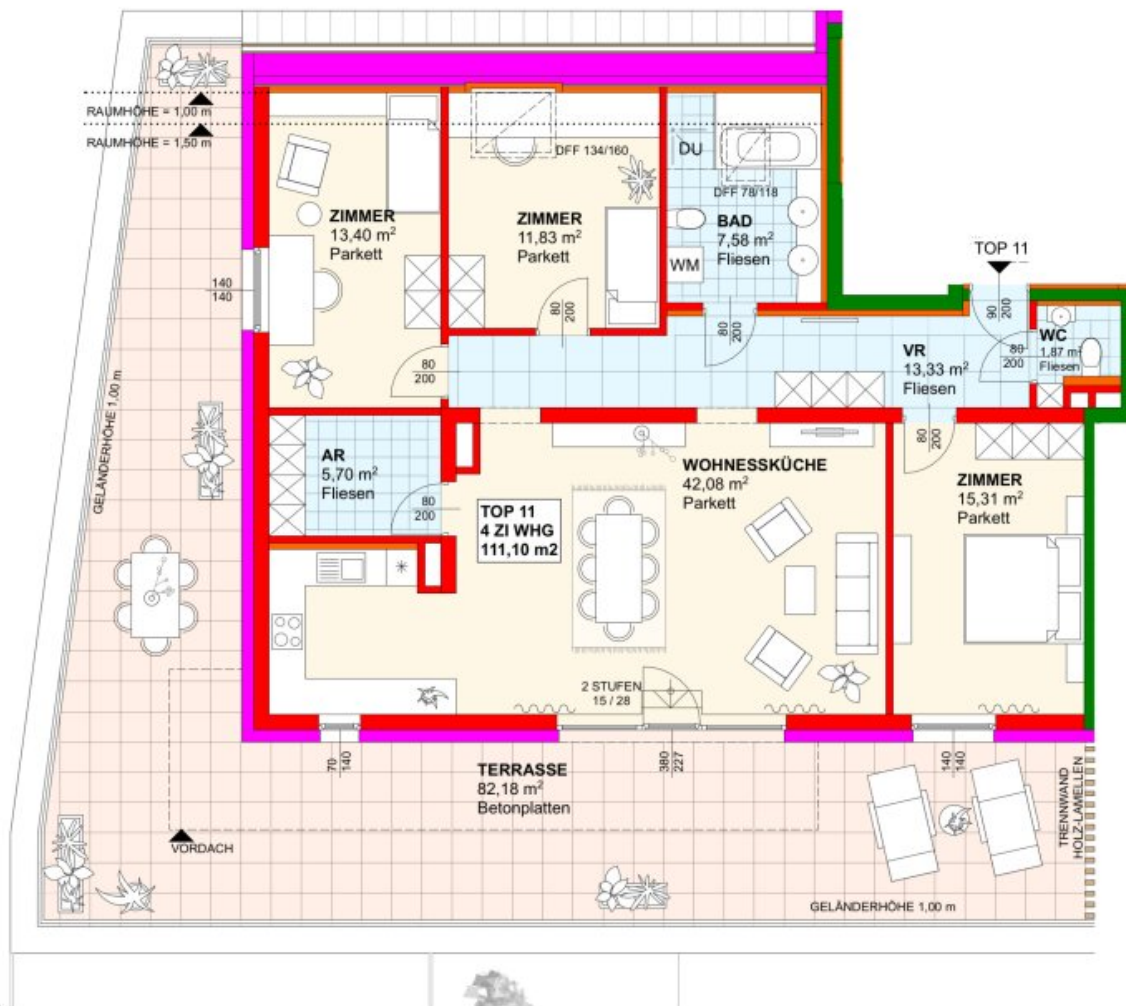 RAUMHÖHE = 1,00 m
RAUMHÖHE = 1,50 m
DFF 134/160
DU
DFF 78/118
ZIMMER
13,40 m²
Parkett
ZIMMER
11,83 m²
Parkett
BAD
7,58 m²
Fliesen
WM
TOP 11
140
140
80
200
80
200
90
200
WC
1,87 m²
Fliesen
80
200
VR
13,33 m²
Fliesen
80
200
GELÄNDERHÖHE 1,00 m
AR
5,70 m²
Fliesen
80
200
WOHNESSKÜCHE
42,08 m²
Parkett
80
200
ZIMMER
15,31 m²
Parkett
TOP 11
4 ZI WHG
111,10 m2
2 STUFEN
15 / 28
70
140
380
227
140
140
TERRASSE
82,18 m²
Betonplatten
VORDACH
TRENNWAND
HOLZ-LAMELLEN
GELÄNDERHÖHE 1,00 m